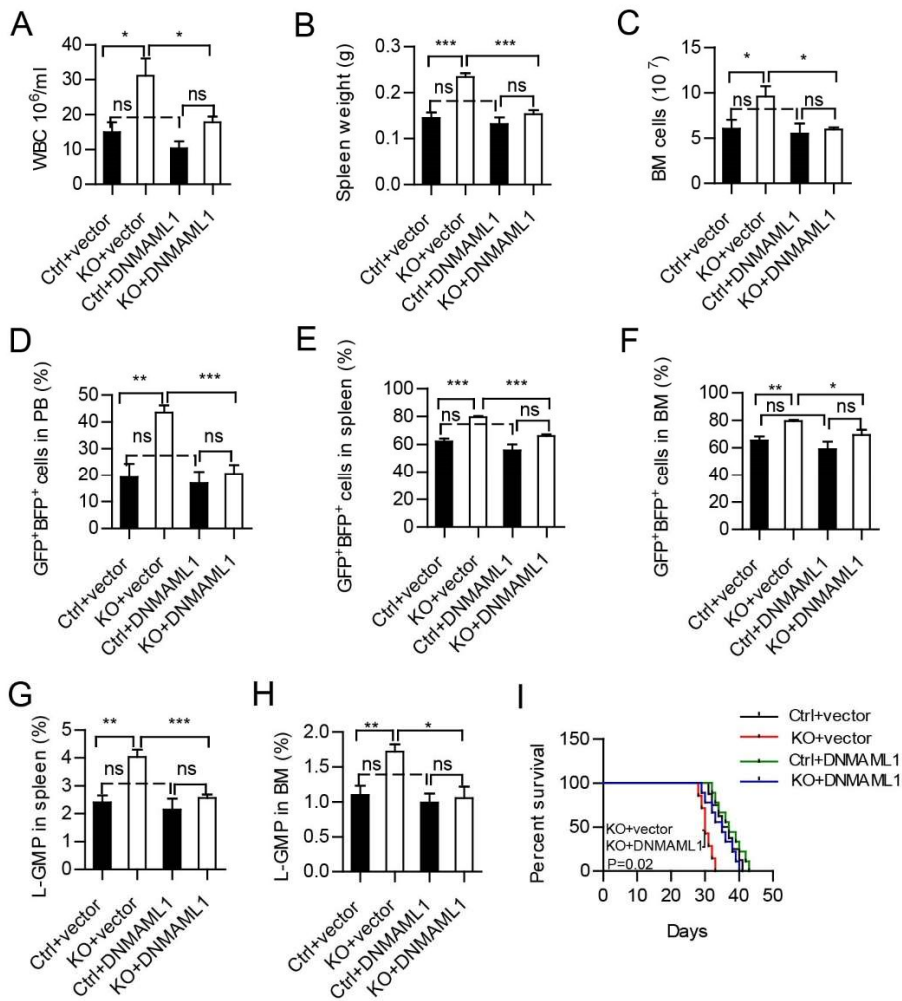 A
WBC 10⁶/ml
40
30
20
10
0
*
*
ns
ns
Ctrl+vector
KO+vector
Ctrl+DNMAML1
KO+DNMAML1
B
Spleen weight (g)
0.3
0.2
0.1
0.0
***
***
ns
ns
Ctrl+vector
KO+vector
Ctrl+DNMAML1
KO+DNMAML1
C
BM cells (10⁷)
15
10
5
0
*
*
ns
ns
Ctrl+vector
KO+vector
Ctrl+DNMAML1
KO+DNMAML1
D
GFP⁺BFP⁺ cells in PB (%)
50
40
30
20
10
0
**
***
ns
ns
Ctrl+vector
KO+vector
Ctrl+DNMAML1
KO+DNMAML1
E
GFP⁺BFP⁺ cells in spleen (%)
100
80
60
40
20
0
***
***
ns
ns
Ctrl+vector
KO+vector
Ctrl+DNMAML1
KO+DNMAML1
F
GFP⁺BFP⁺ cells in BM (%)
100
80
60
40
20
0
**
*
ns
ns
Ctrl+vector
KO+vector
Ctrl+DNMAML1
KO+DNMAML1
G
L-GMP in spleen (%)
5
4
3
2
1
0
**
***
ns
ns
Ctrl+vector
KO+vector
Ctrl+DNMAML1
KO+DNMAML1
H
L-GMP in BM (%)
2.0
1.5
1.0
0.5
0.0
**
*
ns
ns
Ctrl+vector
KO+vector
Ctrl+DNMAML1
KO+DNMAML1
I
Ctrl+vector
KO+vector
Ctrl+DNMAML1
KO+DNMAML1
Percent survival
150
100
50
0
KO+vector
KO+DNMAML1
P=0.02
0 10 20 30 40 50
Days